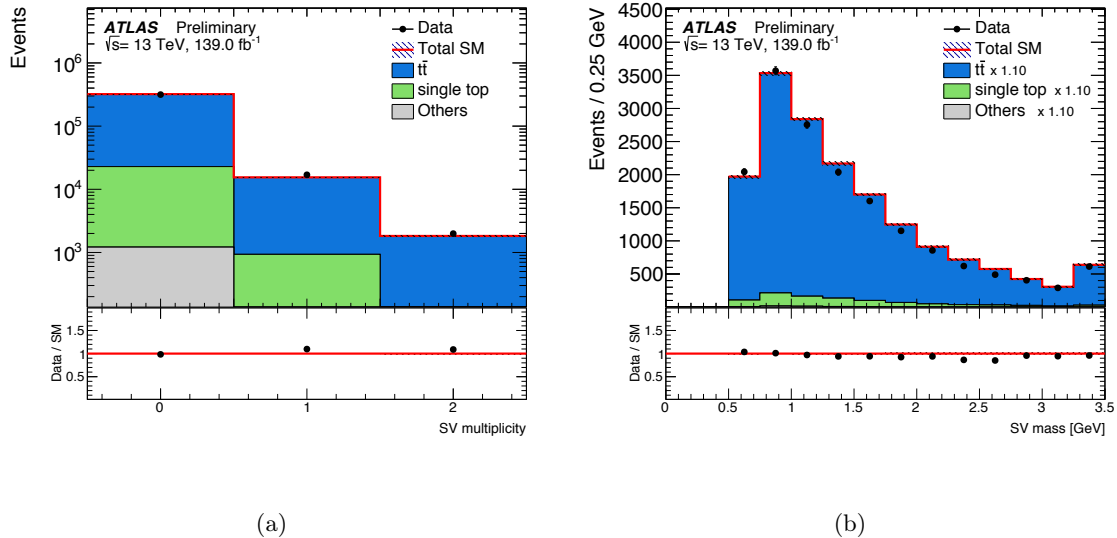 Events
ATLAS Preliminary
√s= 13 TeV, 139.0 fb⁻¹
Data
Total SM
tt̄
single top
Others
10⁶
10⁵
10⁴
10³
Data / SM
1.5
1
0.5
0 1 2
SV multiplicity
(a)
Events / 0.25 GeV
ATLAS Preliminary
√s= 13 TeV, 139.0 fb⁻¹
Data
Total SM
tt̄ x 1.10
single top x 1.10
Others x 1.10
4500
4000
3500
3000
2500
2000
1500
1000
500
Data / SM
1.5
1
0.5
0 0.5 1 1.5 2 2.5 3 3.5
SV mass [GeV]
(b)